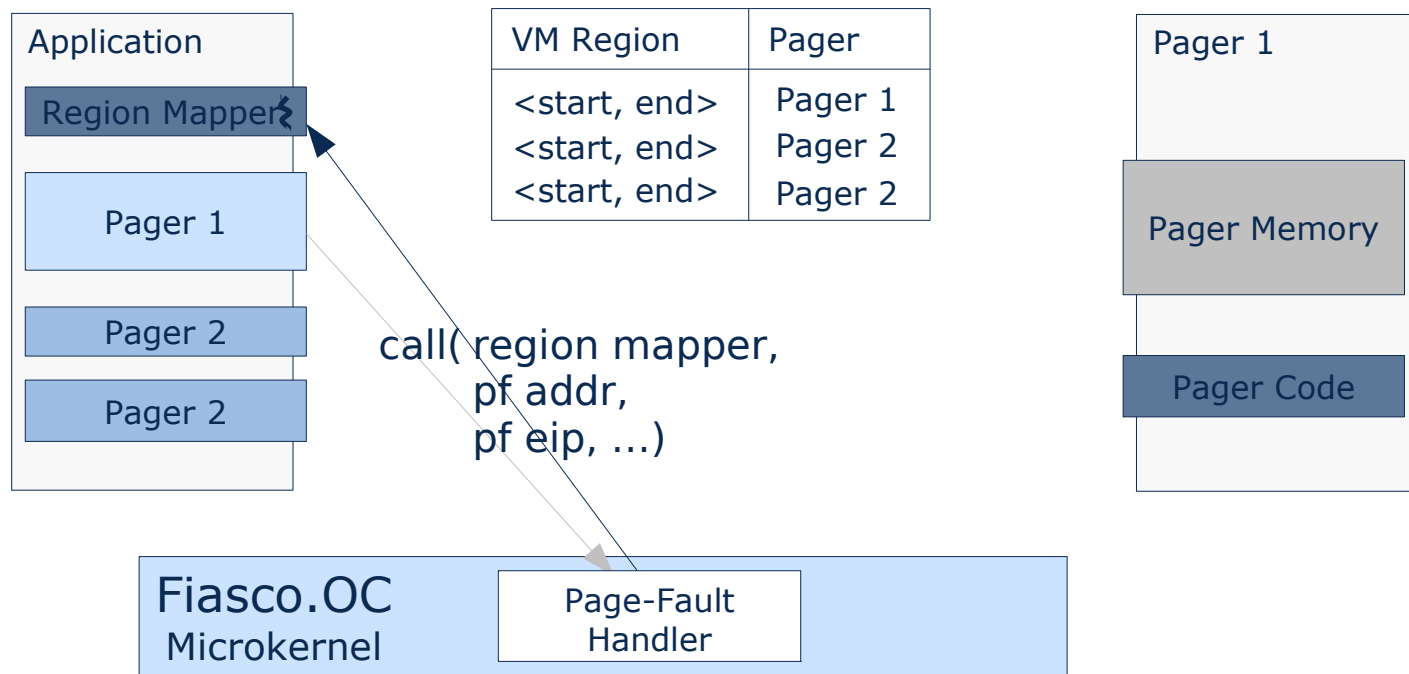 Application
Region Mapper
Pager 1
Pager 2
Pager 2
VM Region Pager
<start, end> Pager 1
<start, end> Pager 2
<start, end> Pager 2
call( region mapper,
pf addr,
pf eip, ...)
Pager 1
Pager Memory
Pager Code
Fiasco.OC
Microkernel
Page-Fault
Handler